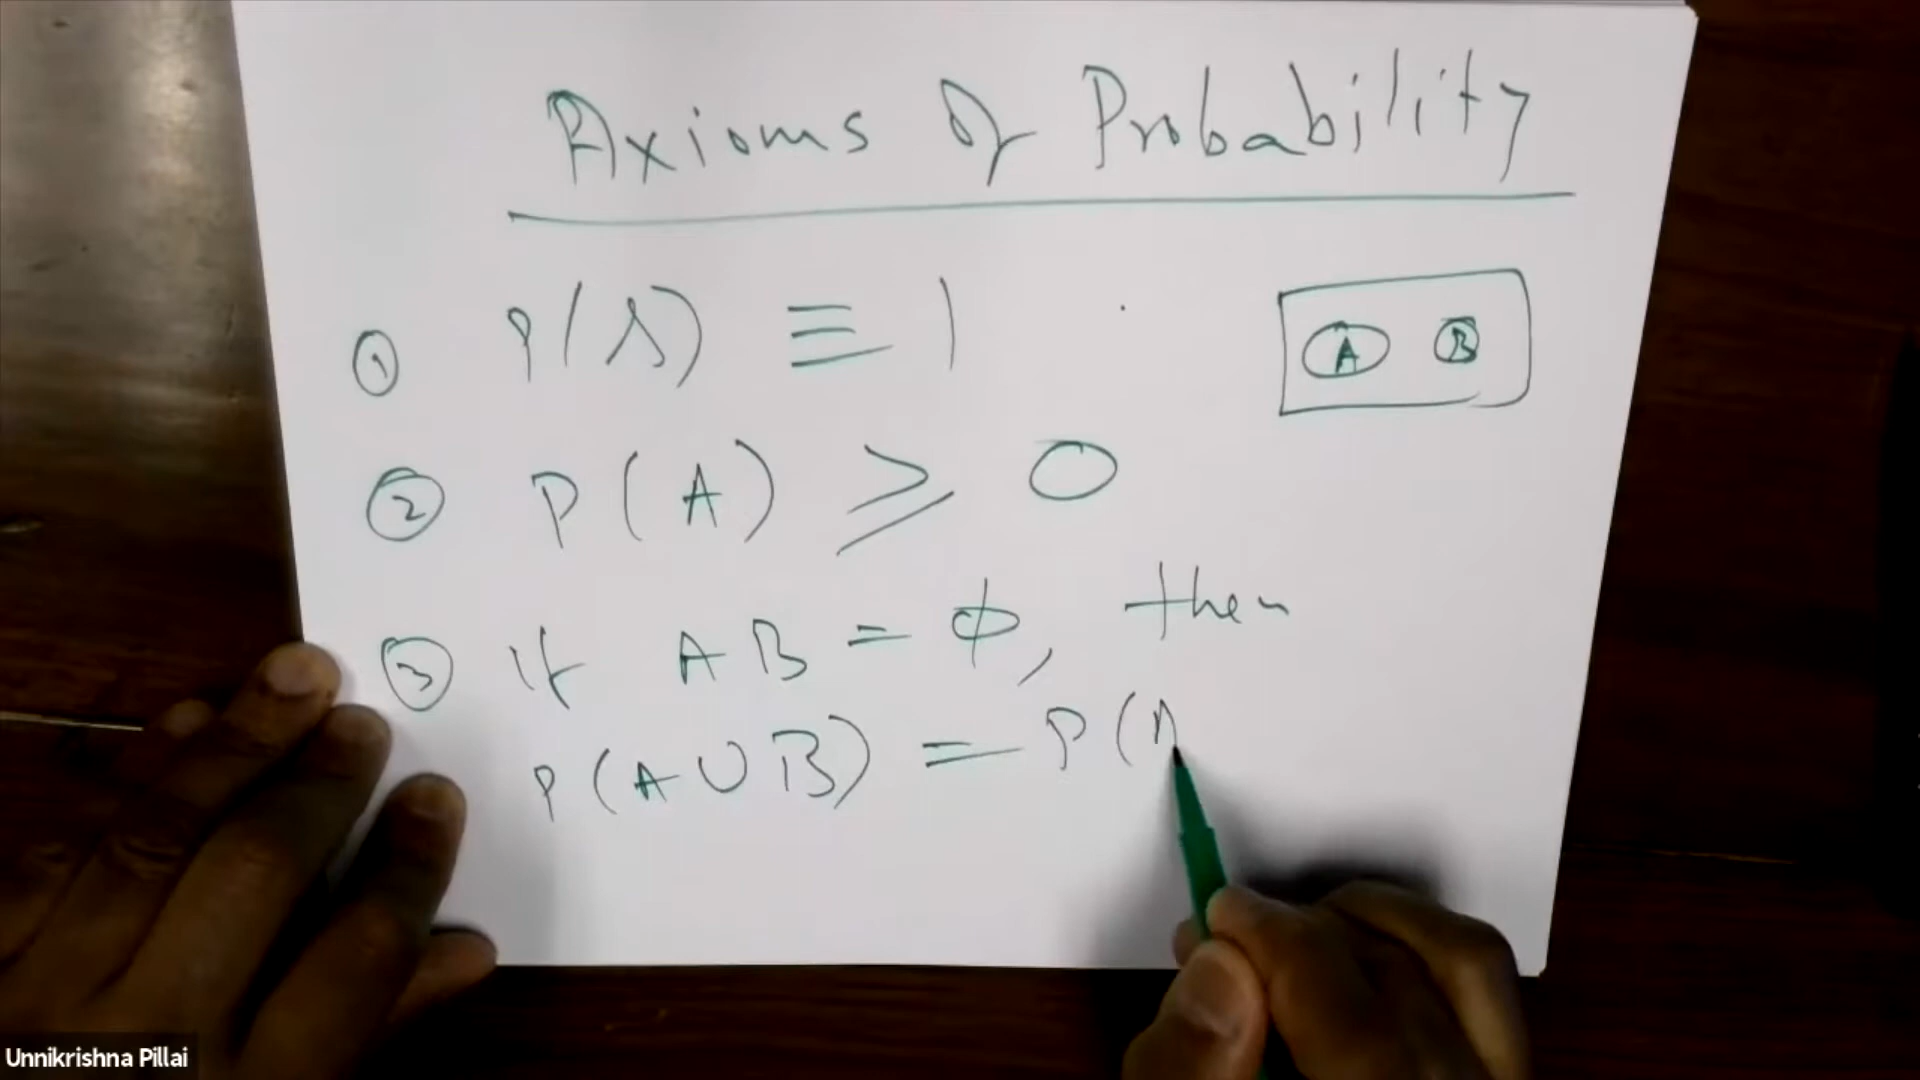 Axioms of Probability
① P(S) ≡ 1
A B
② P(A) ≥ 0
③ if AB = φ, then
P(A∪B) = P(A
Unnikrishna Pillai